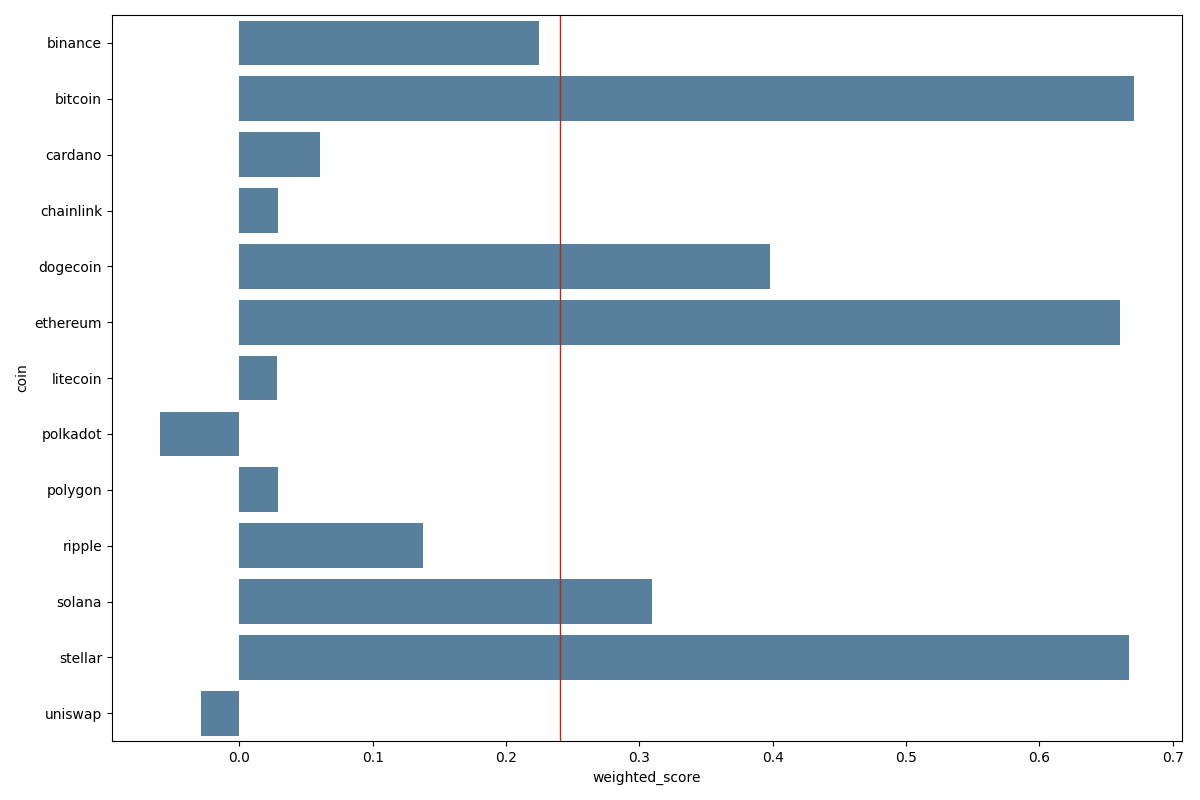 binance
bitcoin
cardano
chainlink
dogecoin
ethereum
litecoin
polkadot
polygon
ripple
solana
stellar
uniswap
coin
0.0 0.1 0.2 0.3 0.4 0.5 0.6 0.7
weighted_score